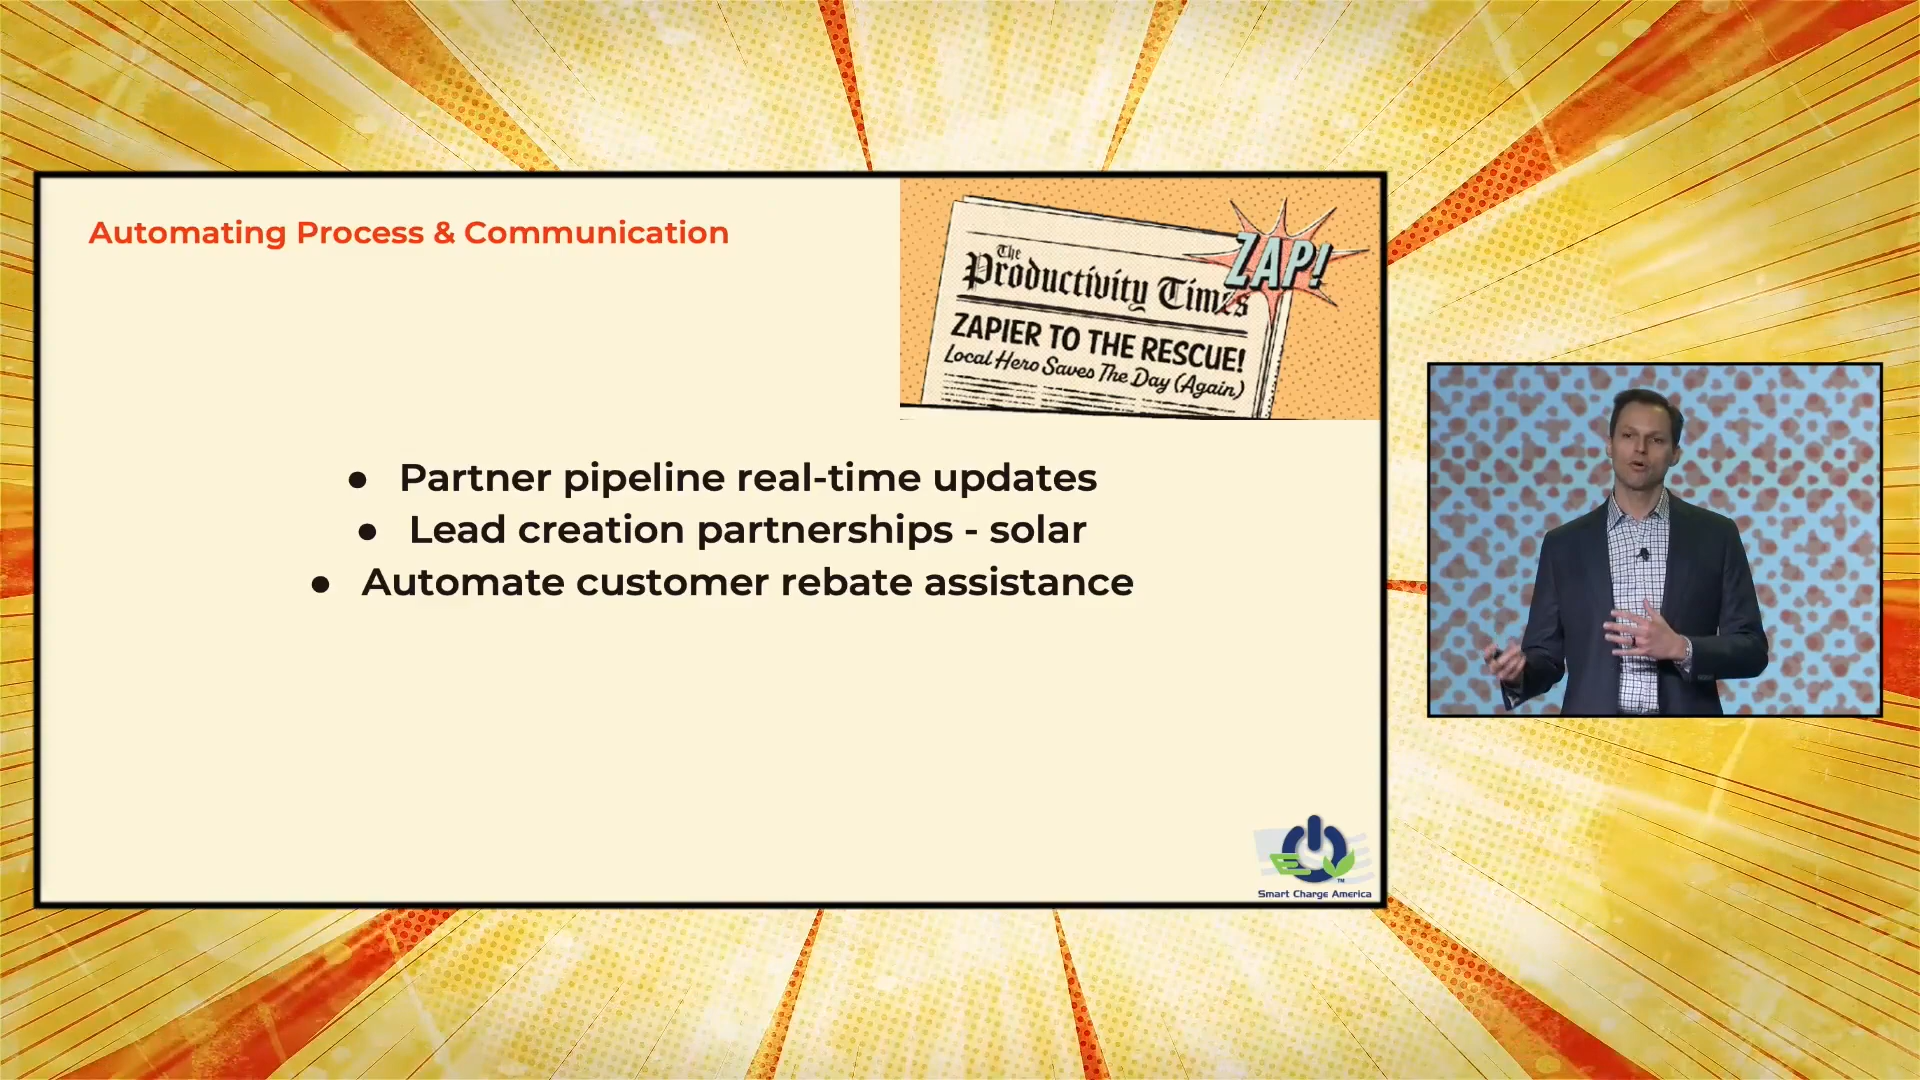 Automating Process & Communication
The
Productivity Times
ZAP!
ZAPIER TO THE RESCUE!
Local Hero Saves The Day (Again)
● Partner pipeline real-time updates
● Lead creation partnerships - solar
● Automate customer rebate assistance
TM
Smart Charge America